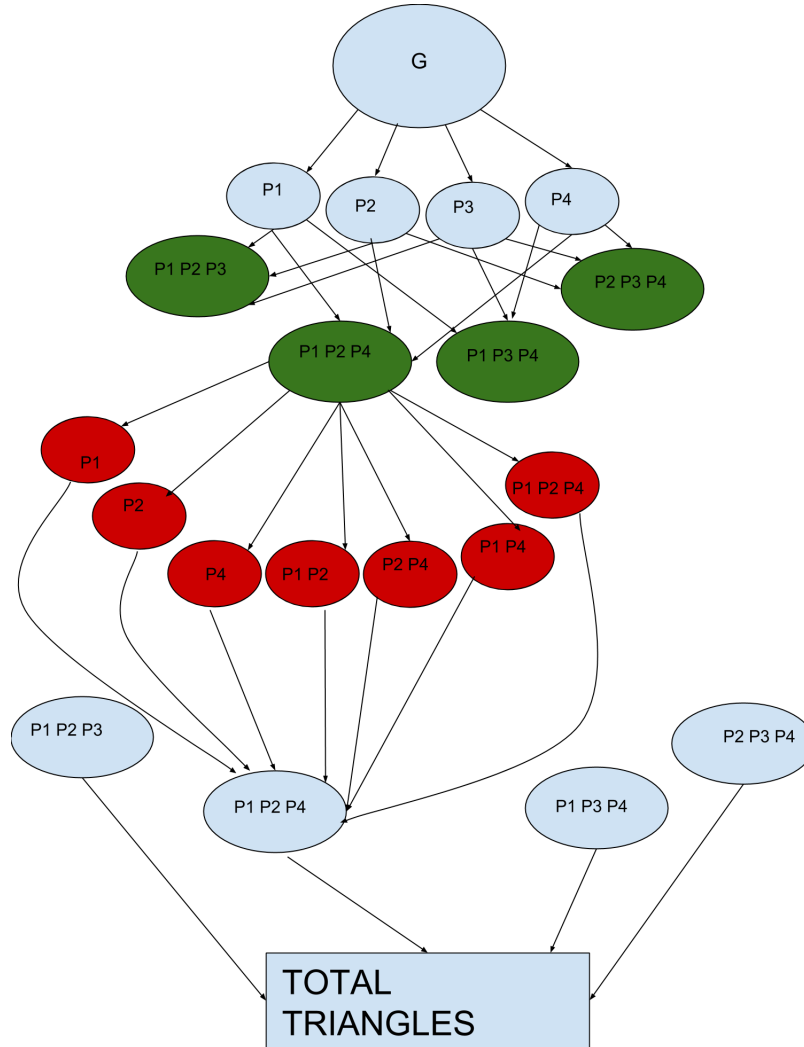 G
P1
P2
P3
P4
P1 P2 P3
P2 P3 P4
P1 P2 P4
P1 P3 P4
P1
P2
P4
P1 P2
P2 P4
P1 P4
P1 P2 P4
P1 P2 P3
P1 P2 P4
P1 P3 P4
P2 P3 P4
TOTAL
TRIANGLES